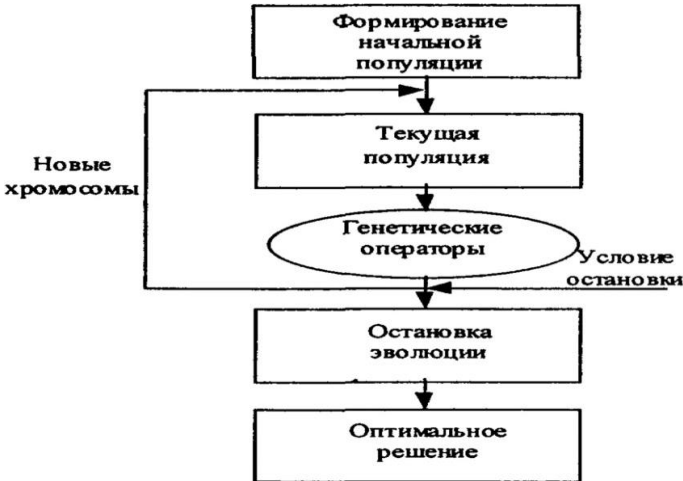 Формирование
начальной
популяции
Текущая
популяция
Новые
хромосомы
Генетические
операторы
Условие
остановки
Остановка
эволюции
Оптимальное
решение